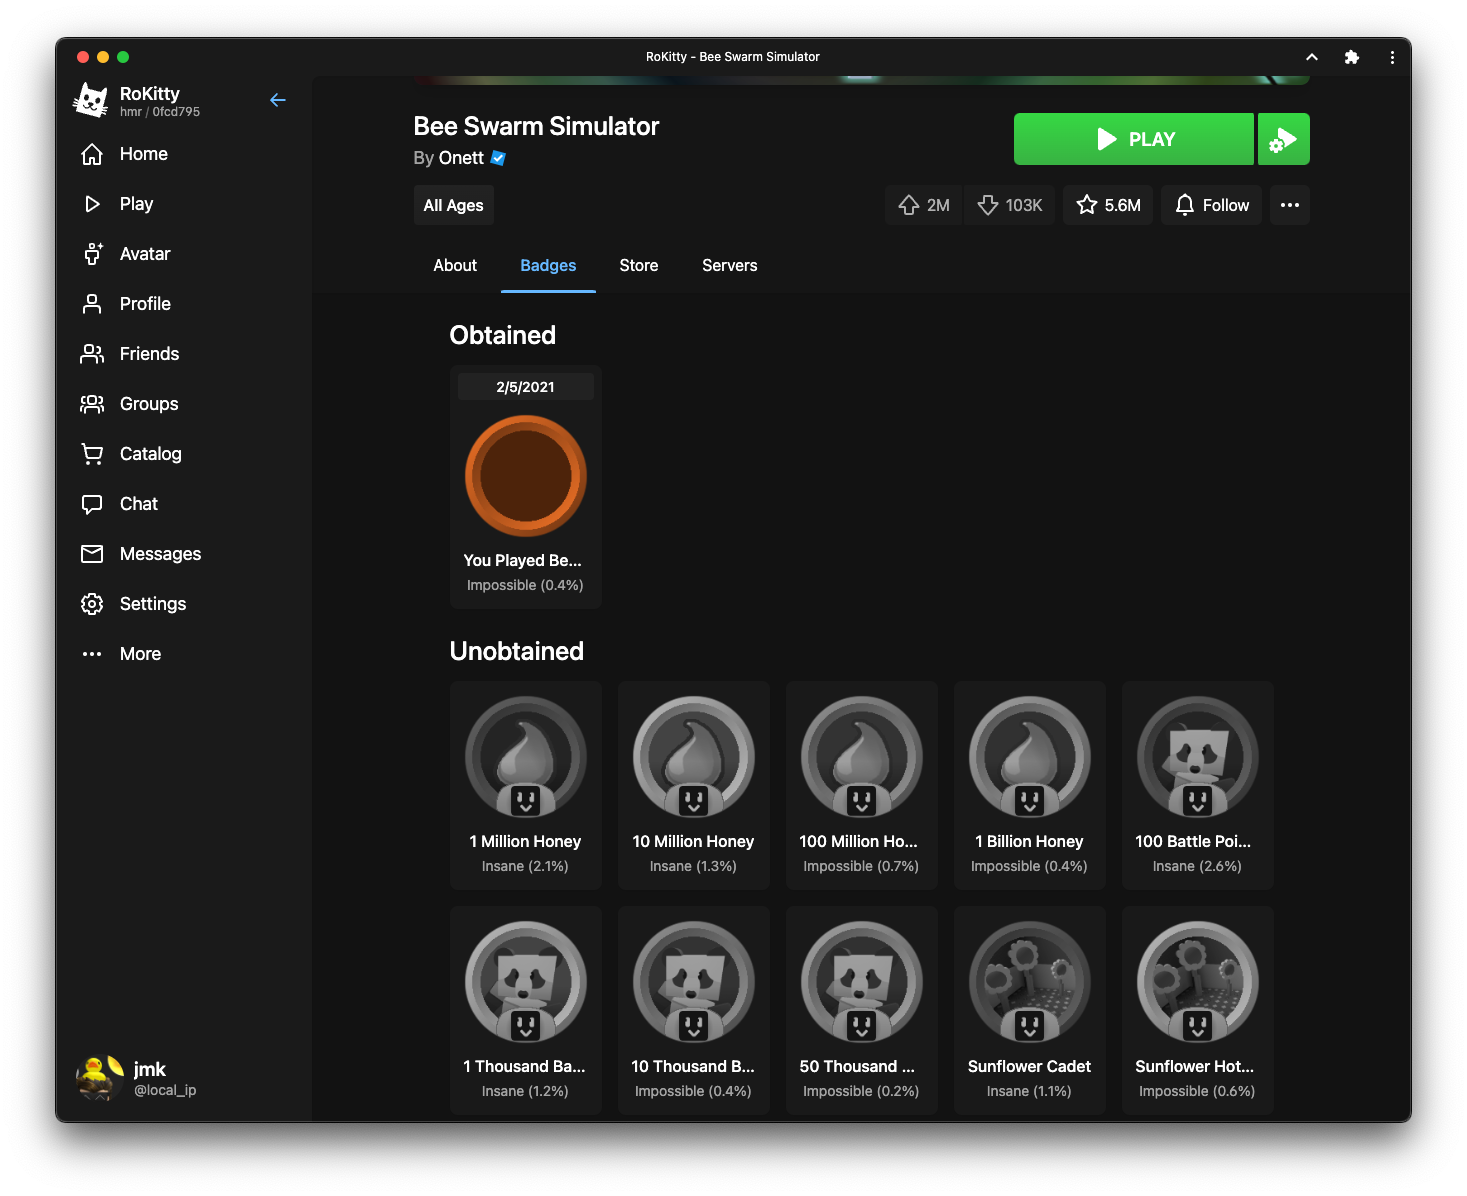 RoKitty - Bee Swarm Simulator
RoKitty
hmr / 0fcd795
Home
Play
Avatar
Profile
Friends
Groups
Catalog
Chat
Messages
Settings
More
jmk
@local_ip
Bee Swarm Simulator
By Onett
PLAY
All Ages
2M
103K
5.6M
Follow
About
Badges
Store
Servers
Obtained
2/5/2021
You Played Be...
Impossible (0.4%)
Unobtained
1 Million Honey
Insane (2.1%)
10 Million Honey
Insane (1.3%)
100 Million Ho...
Impossible (0.7%)
1 Billion Honey
Impossible (0.4%)
100 Battle Poi...
Insane (2.6%)
1 Thousand Ba...
Insane (1.2%)
10 Thousand B...
Impossible (0.4%)
50 Thousand ...
Impossible (0.2%)
Sunflower Cadet
Insane (1.1%)
Sunflower Hot...
Impossible (0.6%)